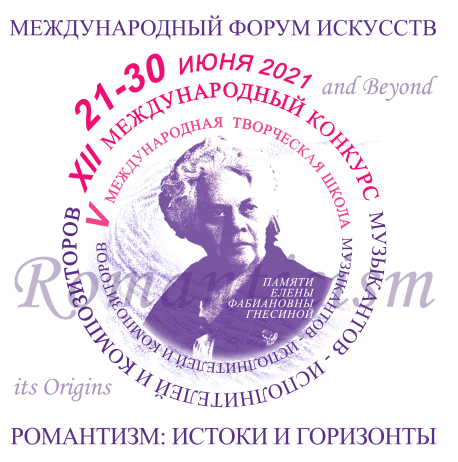 МЕЖДУНАРОДНЫЙ ФОРУМ ИСКУССТВ
21-30 ИЮНЯ 2021
and Beyond
XII МЕЖДУНАРОДНЫЙ КОНКУРС МУЗЫКАНТОВ - ИСПОЛНИТЕЛЕЙ И КОМПОЗИТОРОВ
V МЕЖДУНАРОДНАЯ ТВОРЧЕСКАЯ ШКОЛА МУЗЫКАНТОВ - ИСПОЛНИТЕЛЕЙ И КОМПОЗИТОРОВ
Romanticism
ПАМЯТИ
ЕЛЕНЫ
ФАБИАНОВНЫ
ГНЕСИНОЙ
its Origins
РОМАНТИЗМ: ИСТОКИ И ГОРИЗОНТЫ